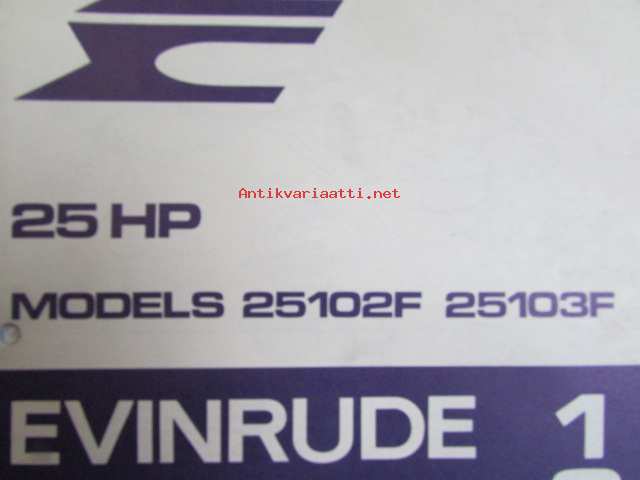 Antikvariaatti.net
25 HP
MODELS 25102F 25103F
EVINRUDE 1